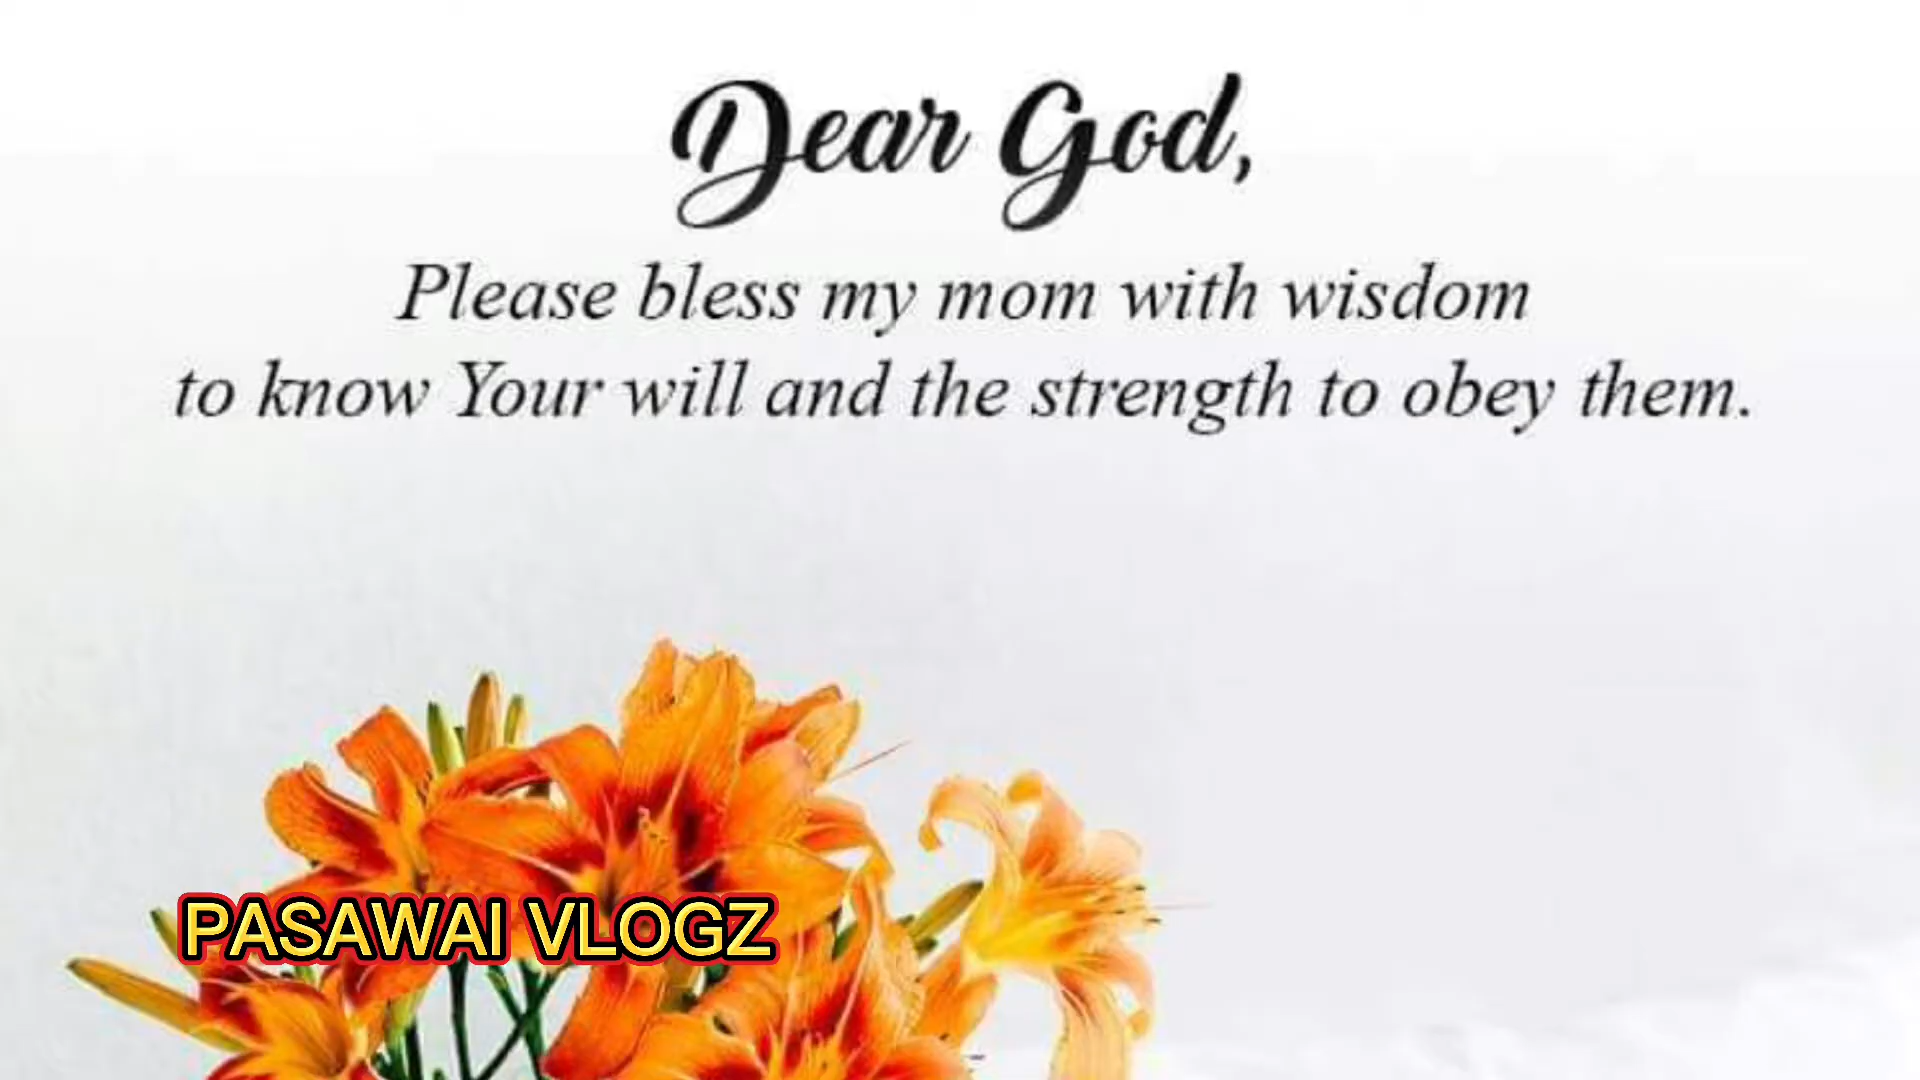 Dear God,
Please bless my mom with wisdom
to know Your will and the strength to obey them.
PASAWAI VLOGZ